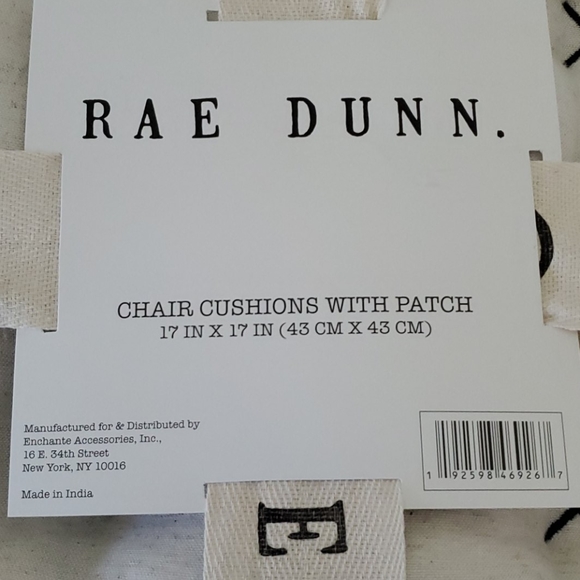 RAE DUNN.
CHAIR CUSHIONS WITH PATCH
17 IN X 17 IN (43 CM X 43 CM)
Manufactured for & Distributed by
Enchante Accessories, Inc.,
16 E. 34th Street
New York, NY 10016
Made in India
1 92598 46926 7
E